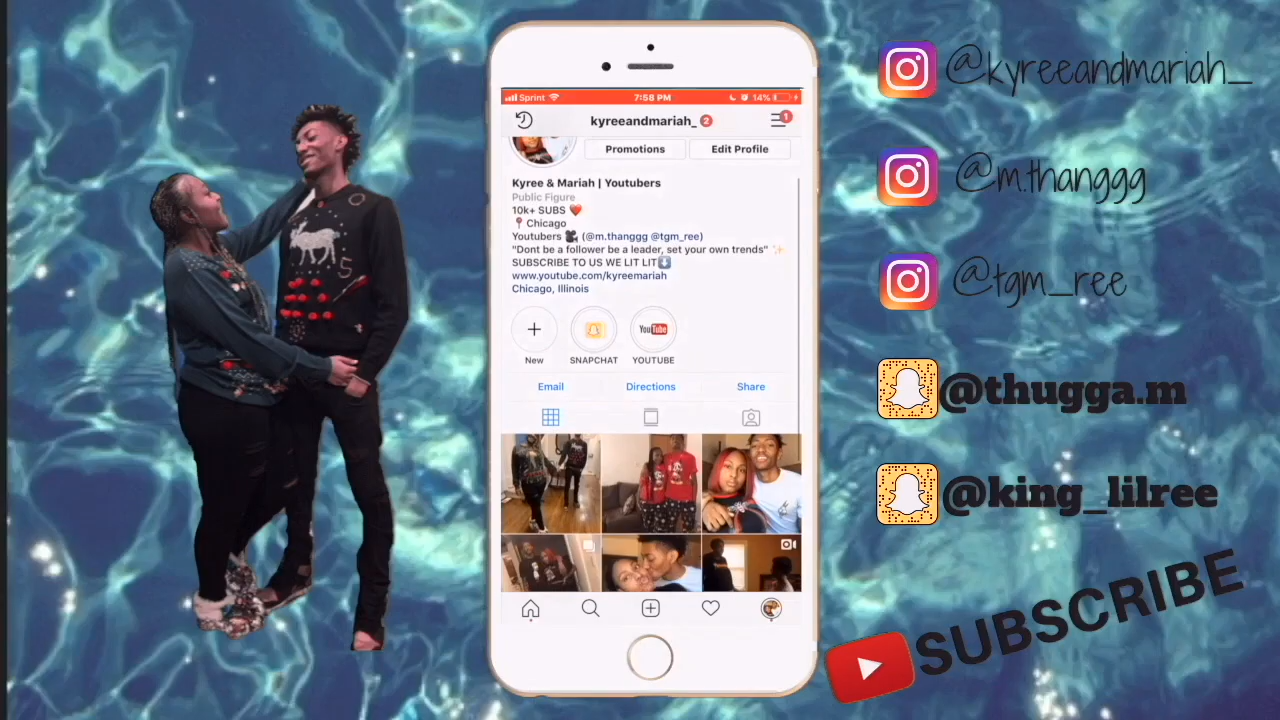 Sprint
7:58 PM
14%
kyreeandmariah_ 2
1
Promotions
Edit Profile
Kyree & Mariah | Youtubers
Public Figure
10k+ SUBS ❤️
📍 Chicago
Youtubers 🎥 (@m.thanggg @tgm_ree)
"Dont be a follower be a leader, set your own trends" ✨
SUBSCRIBE TO US WE LIT LIT⬇️
www.youtube.com/kyreemariah
Chicago, Illinois
YouTube
New
SNAPCHAT
YOUTUBE
Email
Directions
Share
5
@kyreeandmariah_
@m.thanggg
@tgm_ree
@thugga.m
@king_lilree
SUBSCRIBE